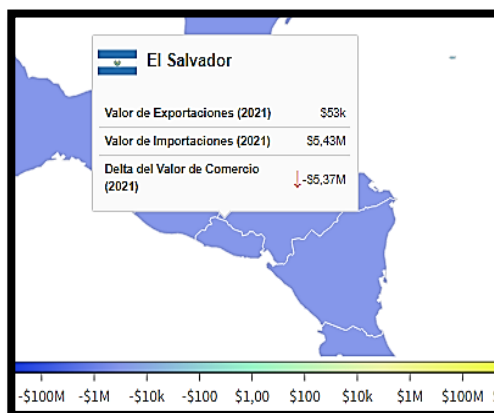 El Salvador
Valor de Exportaciones (2021) $53k
Valor de Importaciones (2021) $5,43M
Delta del Valor de Comercio
(2021) ↓-$5,37M
-$100M -$1M -$10k -$100 $1,00 $100 $10k $1M $100M